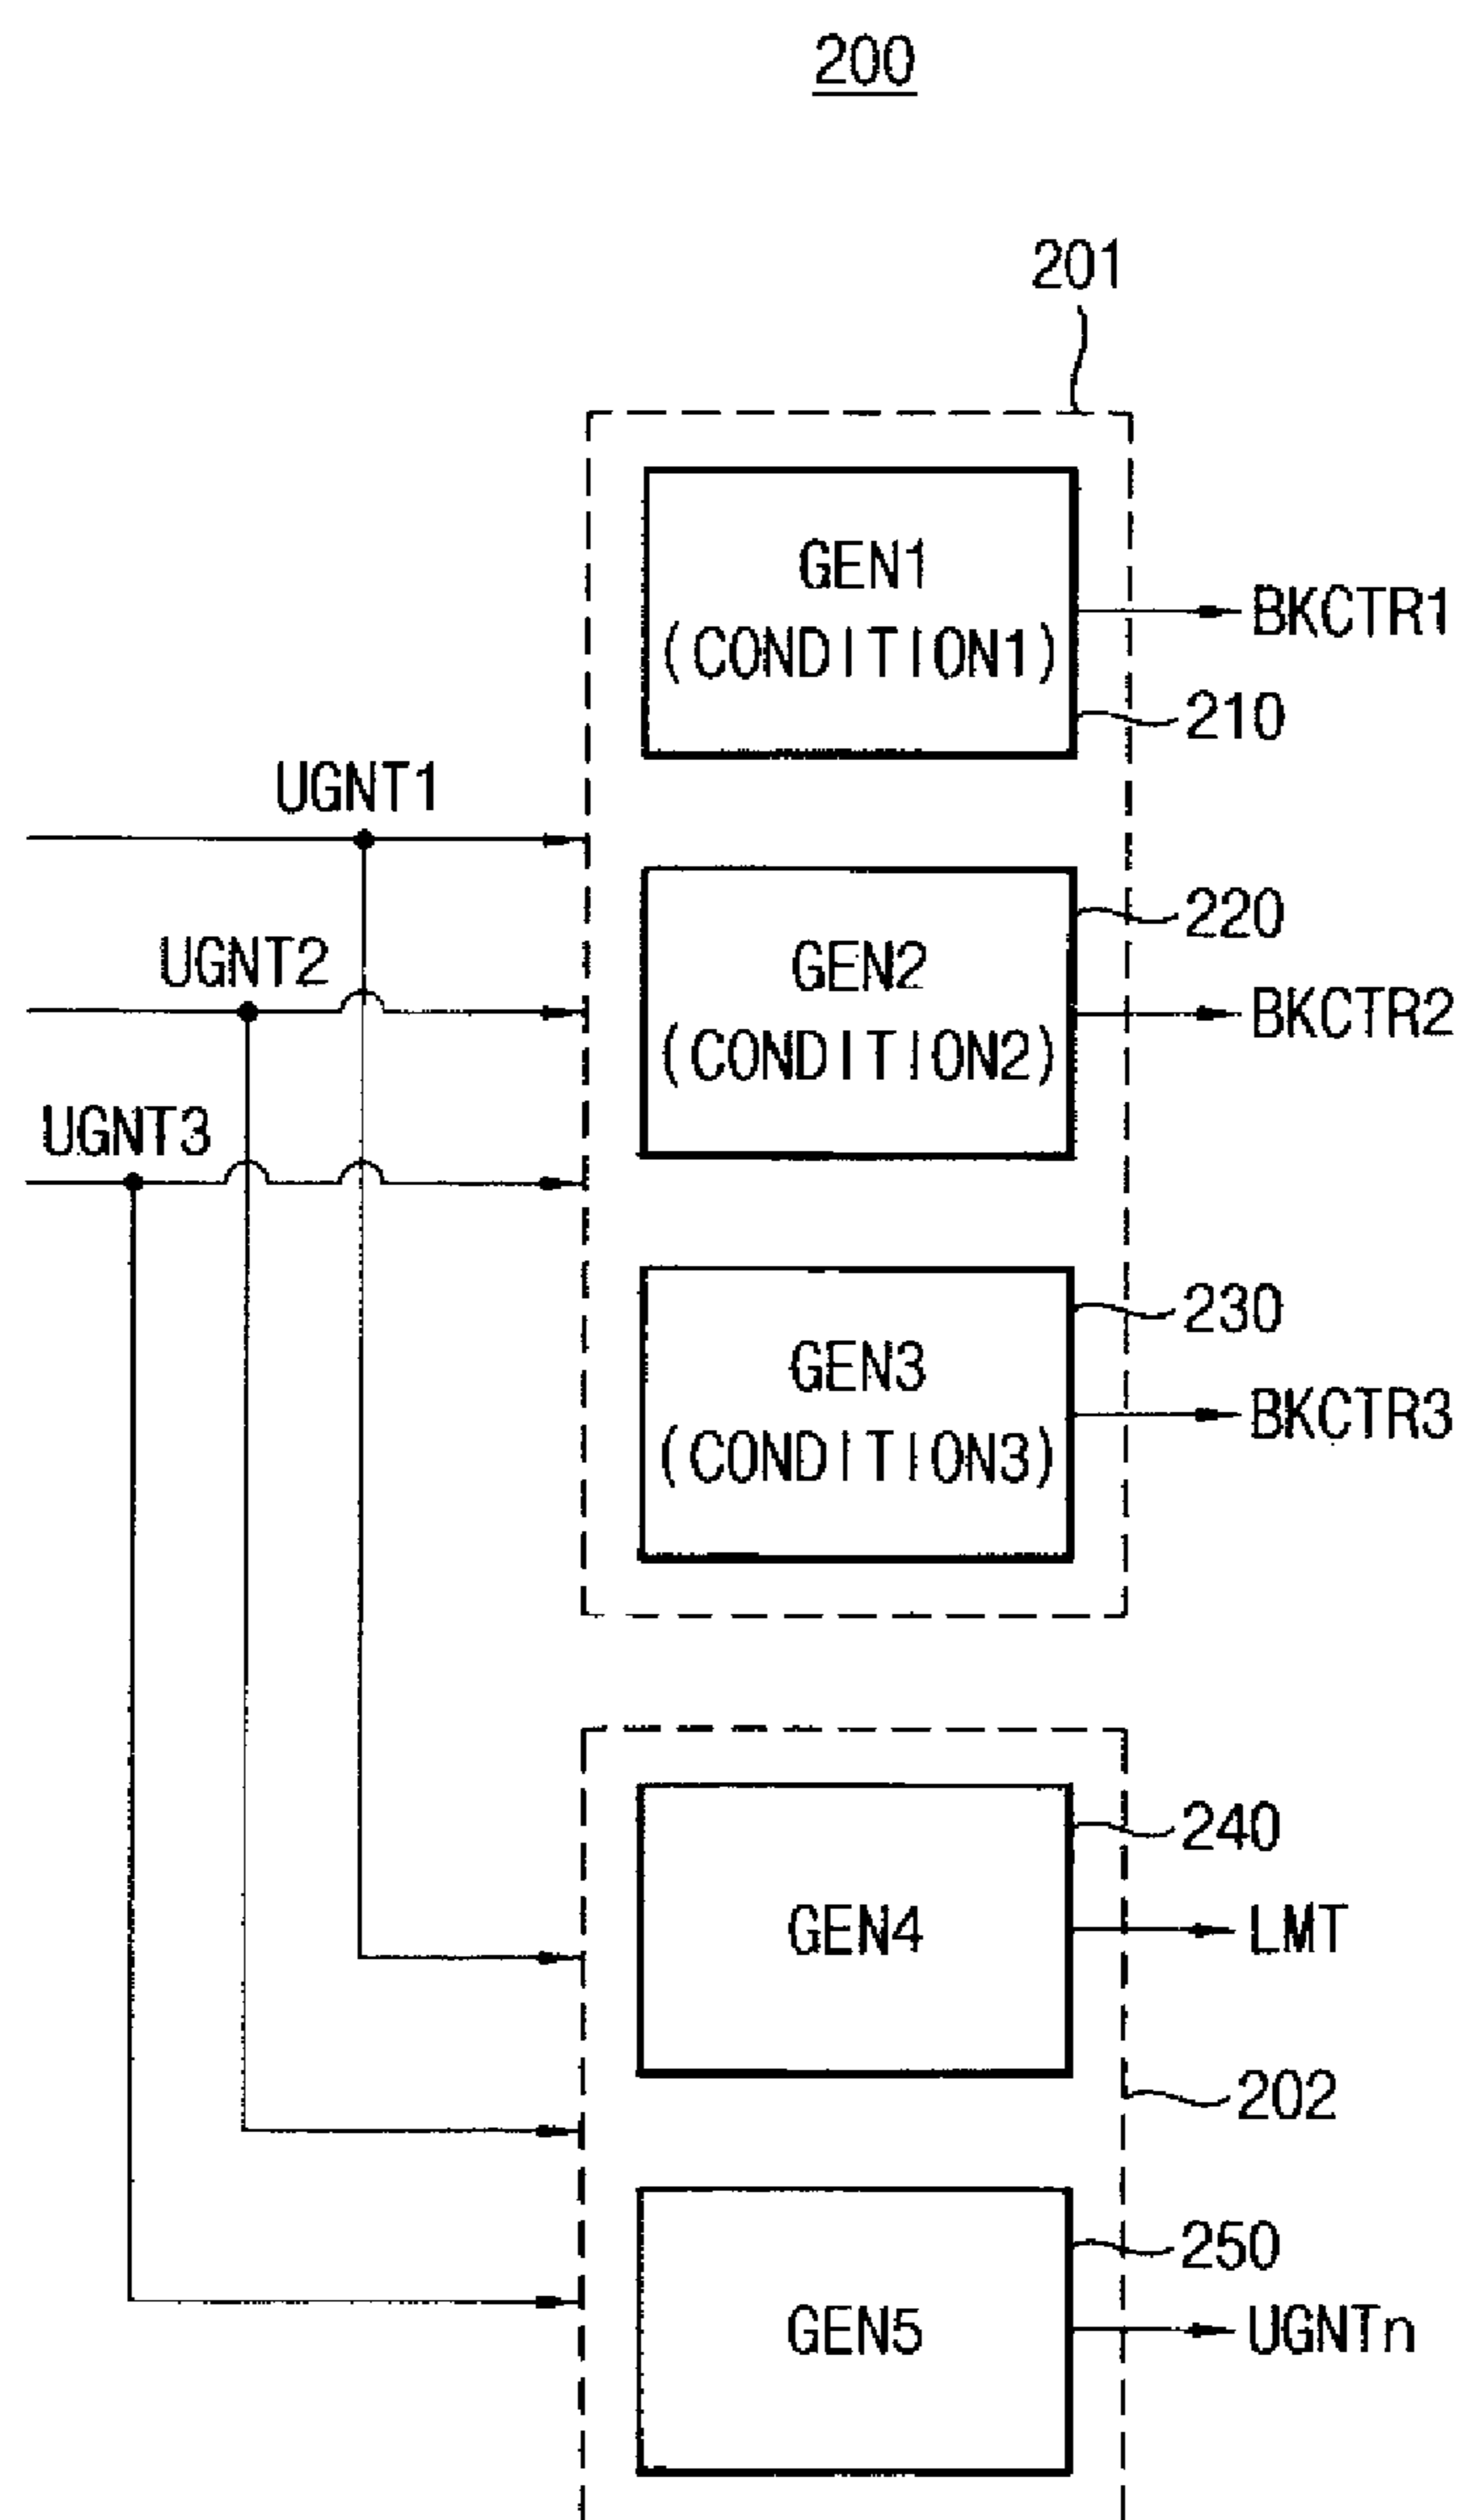 200
201
GEN1
(CONDITION1)
BKCTR1
210
UGNT1
220
GEN2
(CONDITION2)
BKCTR2
UGNT2
UGNT3
230
GEN3
(CONDITION3)
BKCTR3
240
GEN4
LMT
202
250
GEN5
UGNTn